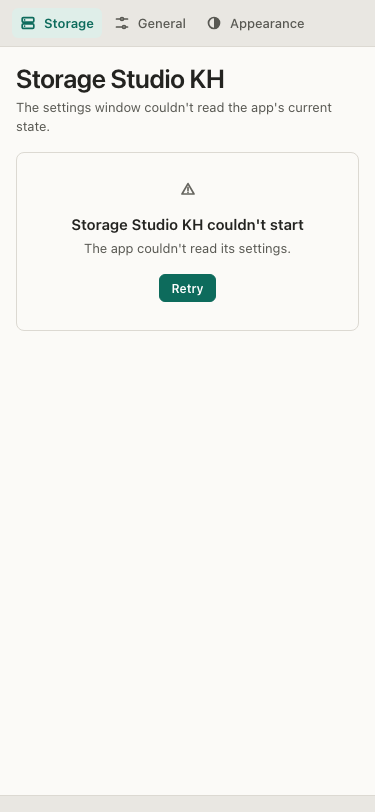 Storage General Appearance
Storage Studio KH
The settings window couldn't read the app's current
state.
Storage Studio KH couldn't start
The app couldn't read its settings.
Retry